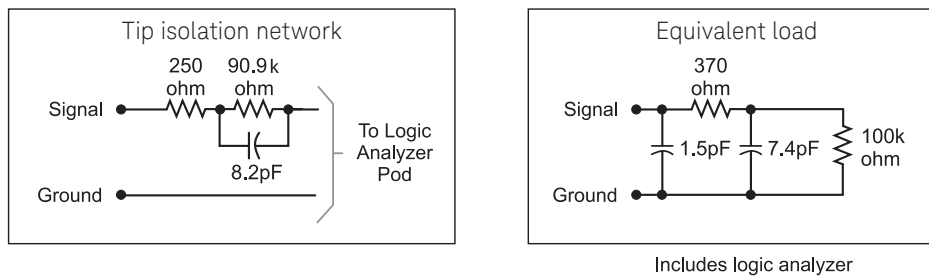 Tip isolation network
250
ohm
90.9k
ohm
Signal
8.2pF
Ground
To Logic
Analyzer
Pod
Equivalent load
370
ohm
Signal
1.5pF
7.4pF
100k
ohm
Ground
Includes logic analyzer